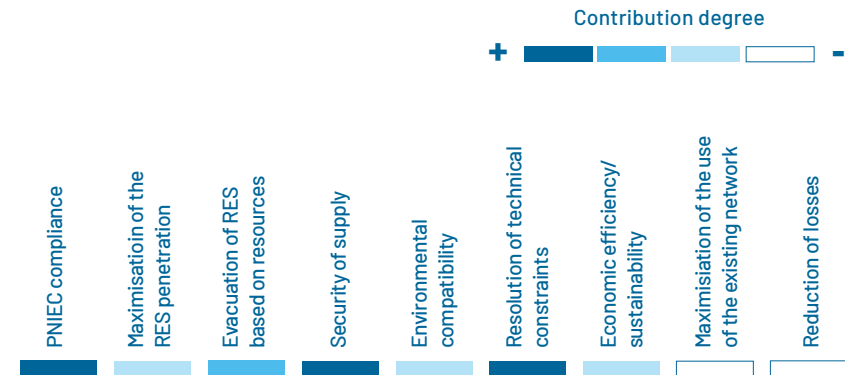 Contribution degree
+ -
PNIEC compliance
Maximisatioin of the
RES penetration
Evacuation of RES
based on resources
Security of supply
Environmental
compatibility
Resolution of technical
constraints
Economic efficiency/
sustainability
Maximisiation of the use
of the existing network
Reduction of losses